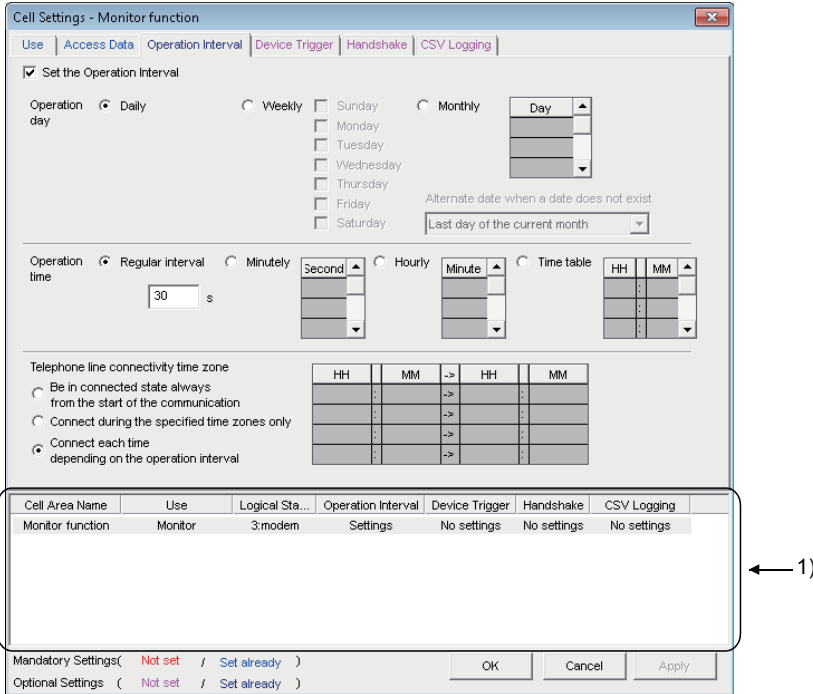 Cell Settings - Monitor function
Use Access Data Operation Interval Device Trigger Handshake CSV Logging
Set the Operation Interval
Operation day Daily Weekly Sunday Monthly Day
Monday
Tuesday
Wednesday
Thursday
Friday Alternate date when a date does not exist
Saturday Last day of the current month
Operation time Regular interval Minutely Second Hourly Minute Time table HH MM
30 s
:
:
:
Telephone line connectivity time zone
HH MM -> HH MM
Be in connected state always
from the start of the communication
Connect during the specified time zones only
Connect each time
depending on the operation interval
: -> :
: -> :
: -> :
: -> :
Cell Area Name Use Logical Sta... Operation Interval Device Trigger Handshake CSV Logging
Monitor function Monitor 3:modem Settings No settings No settings No settings
1)
Mandatory Settings( Not set / Set already )
OK Cancel Apply
Optional Settings ( Not set / Set already )